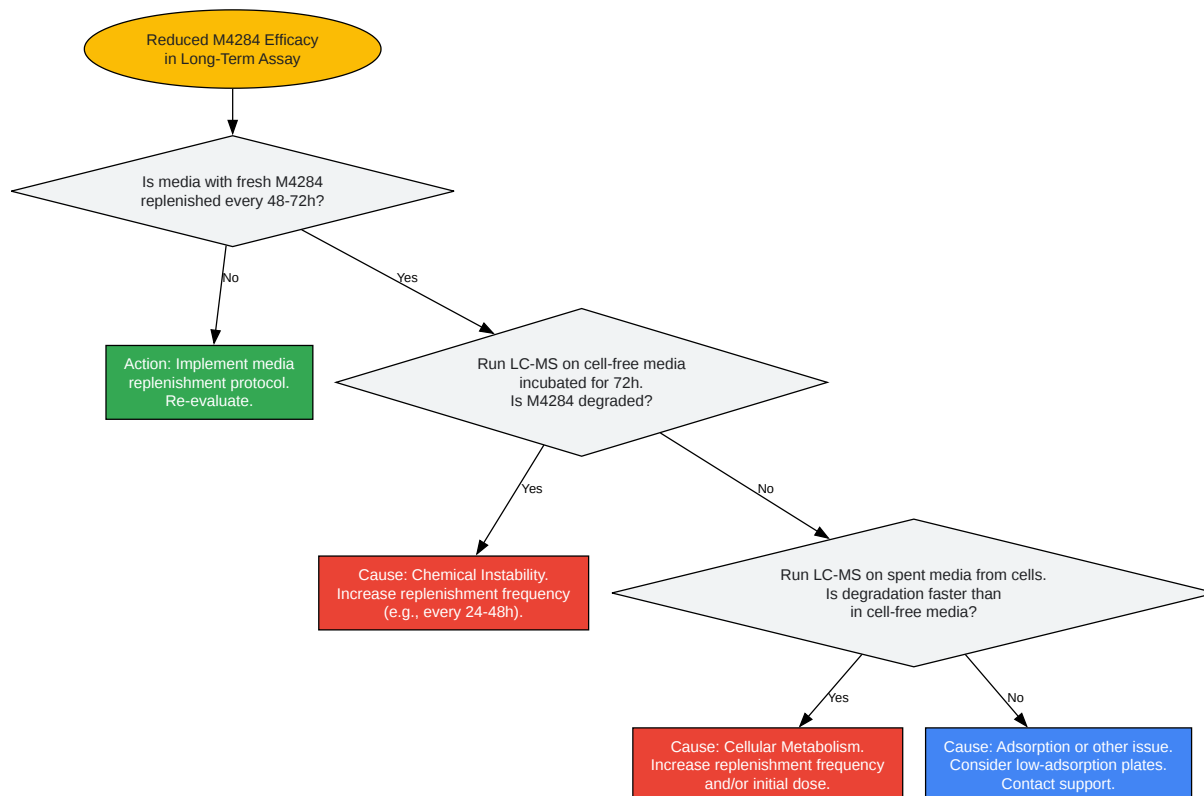 Reduced M4284 Efficacy
in Long-Term Assay
Is media with fresh M4284
replenished every 48-72h?
No
Yes
Action: Implement media
replenishment protocol.
Re-evaluate.
Run LC-MS on cell-free media
incubated for 72h.
Is M4284 degraded?
Yes
No
Cause: Chemical Instability.
Increase replenishment frequency
(e.g., every 24-48h).
Run LC-MS on spent media from cells.
Is degradation faster than
in cell-free media?
Yes
No
Cause: Cellular Metabolism.
Increase replenishment frequency
and/or initial dose.
Cause: Adsorption or other issue.
Consider low-adsorption plates.
Contact support.